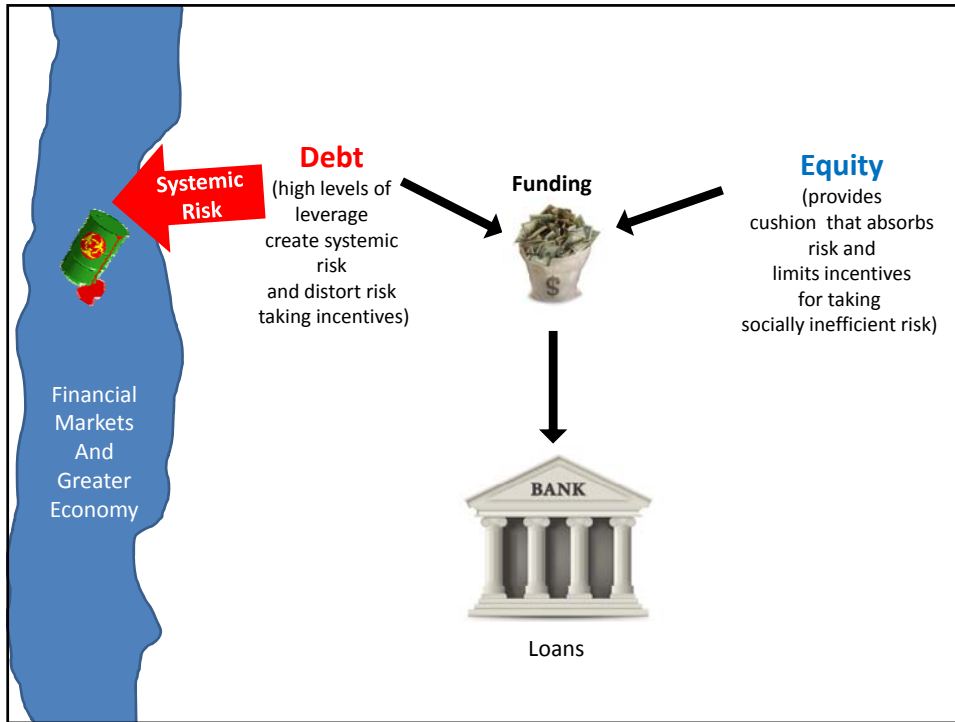 Systemic
Risk
Debt
(high levels of
leverage
create systemic
risk
and distort risk
taking incentives)
Funding
$
Equity
(provides
cushion that absorbs
risk and
limits incentives
for taking
socially inefficient risk)
Financial
Markets
And
Greater
Economy
BANK
Loans